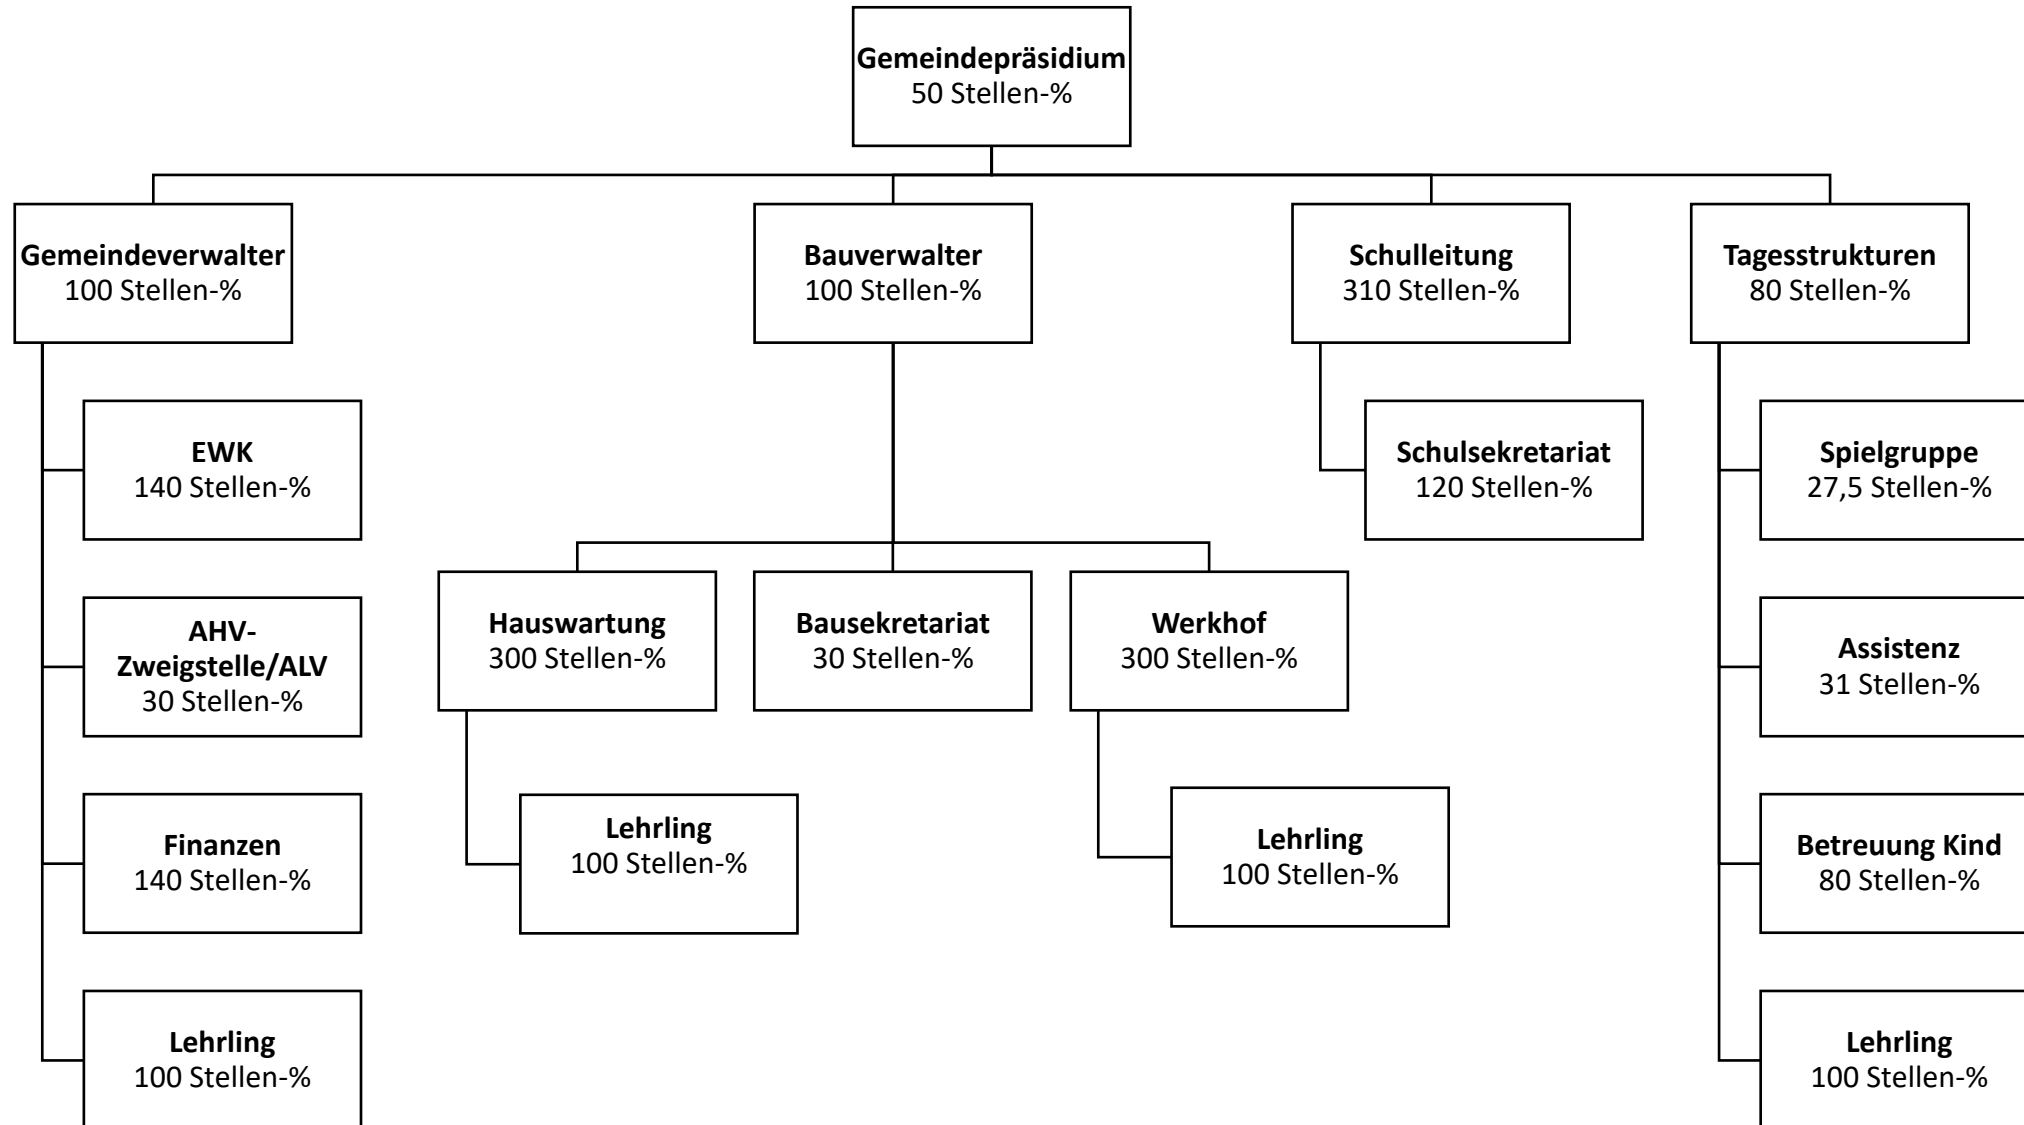 Gemeindepräsidium
50 Stellen-%
Gemeindeverwalter
100 Stellen-%
Bauverwalter
100 Stellen-%
Schulleitung
310 Stellen-%
Tagesstrukturen
80 Stellen-%
EWK
140 Stellen-%
Schulsekretariat
120 Stellen-%
Spielgruppe
27,5 Stellen-%
AHV-
Zweigstelle/ALV
30 Stellen-%
Hauswartung
300 Stellen-%
Bausekretariat
30 Stellen-%
Werkhof
300 Stellen-%
Assistenz
31 Stellen-%
Finanzen
140 Stellen-%
Lehrling
100 Stellen-%
Lehrling
100 Stellen-%
Betreuung Kind
80 Stellen-%
Lehrling
100 Stellen-%
Lehrling
100 Stellen-%